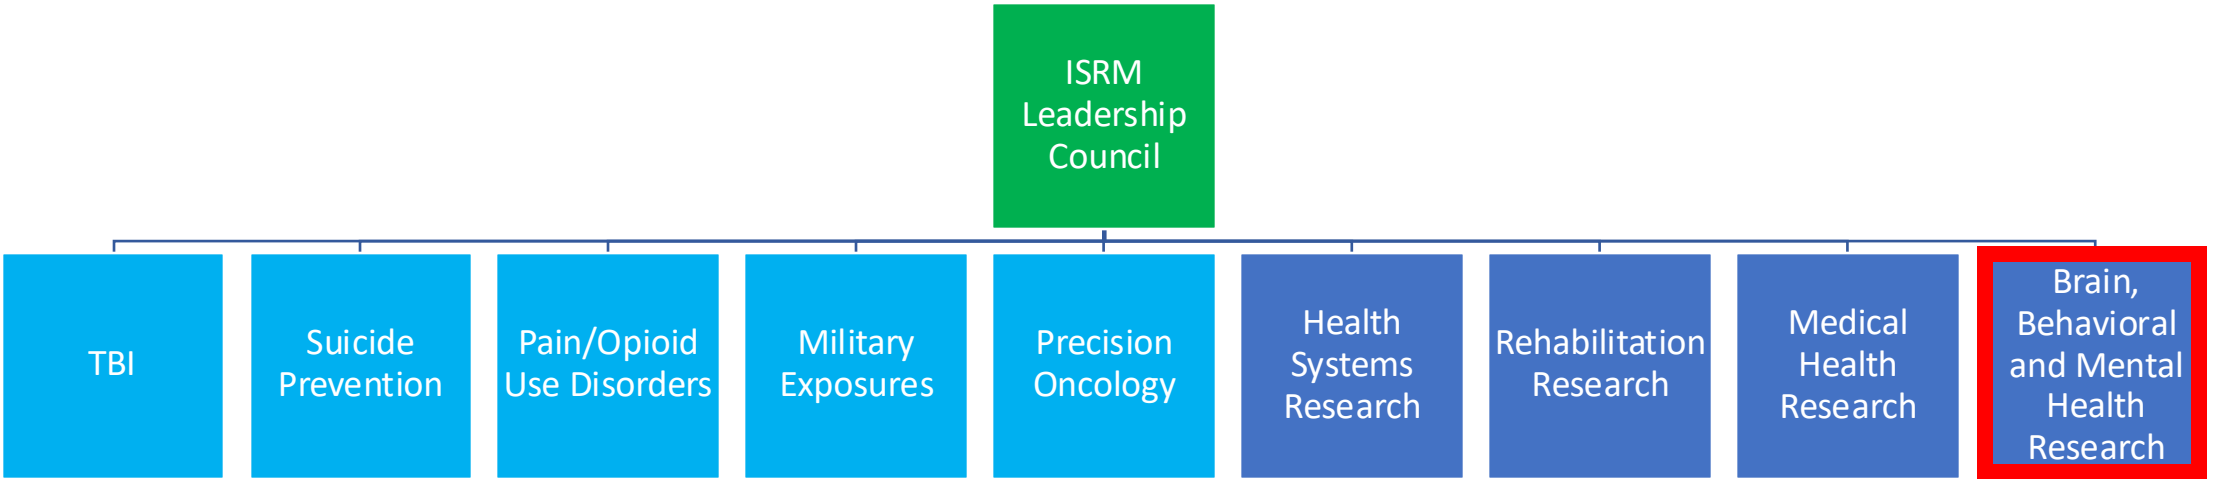 ISRM
Leadership
Council
TBI
Suicide
Prevention
Pain/Opioid
Use Disorders
Military
Exposures
Precision
Oncology
Health
Systems
Research
Rehabilitation
Research
Medical
Health
Research
Brain,
Behavioral
and Mental
Health
Research